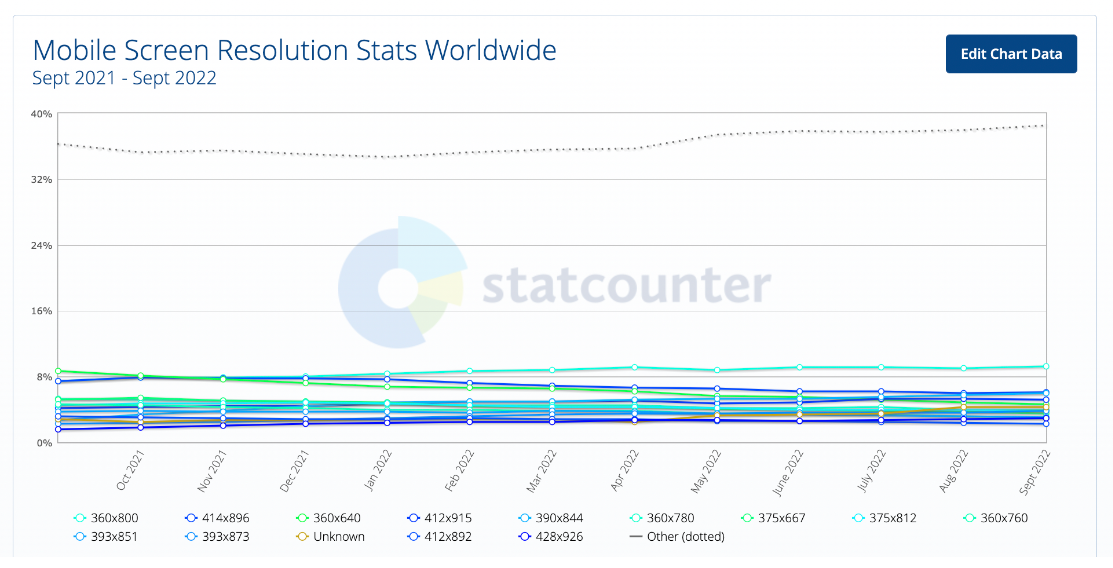 Mobile Screen Resolution Stats Worldwide
Sept 2021 - Sept 2022
Edit Chart Data
40%
32%
24%
16%
8%
0%
statcounter
Oct 2021
Nov 2021
Dec 2021
Jan 2022
Feb 2022
Mar 2022
Apr 2022
May 2022
June 2022
July 2022
Aug 2022
Sept 2022
360x800 414x896 360x640 412x915 390x844 360x780 375x667 375x812 360x760
393x851 393x873 Unknown 412x892 428x926 Other (dotted)